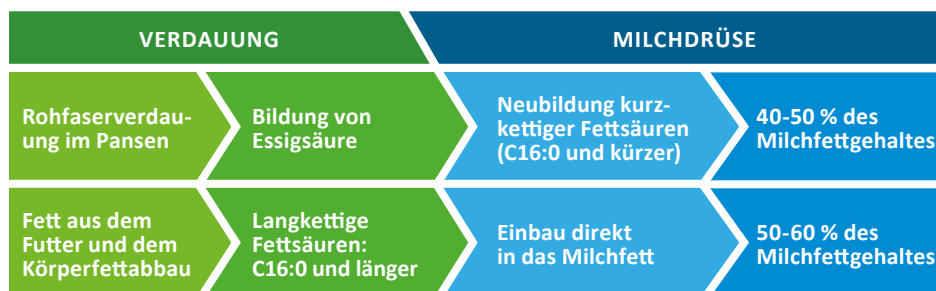 VERDAUUNG
MILCHDRÜSE
Rohfaserverdau-
ung im Pansen
Bildung von
Essigsäure
Neubildung kurz-
kettiger Fettsäuren
(C16:0 und kürzer)
40-50 % des
Milchfettgehaltes
Fett aus dem
Futter und dem
Körperfettabbau
Langkettige
Fettsäuren:
C16:0 und länger
Einbau direkt
in das Milchfett
50-60 % des
Milchfettgehaltes